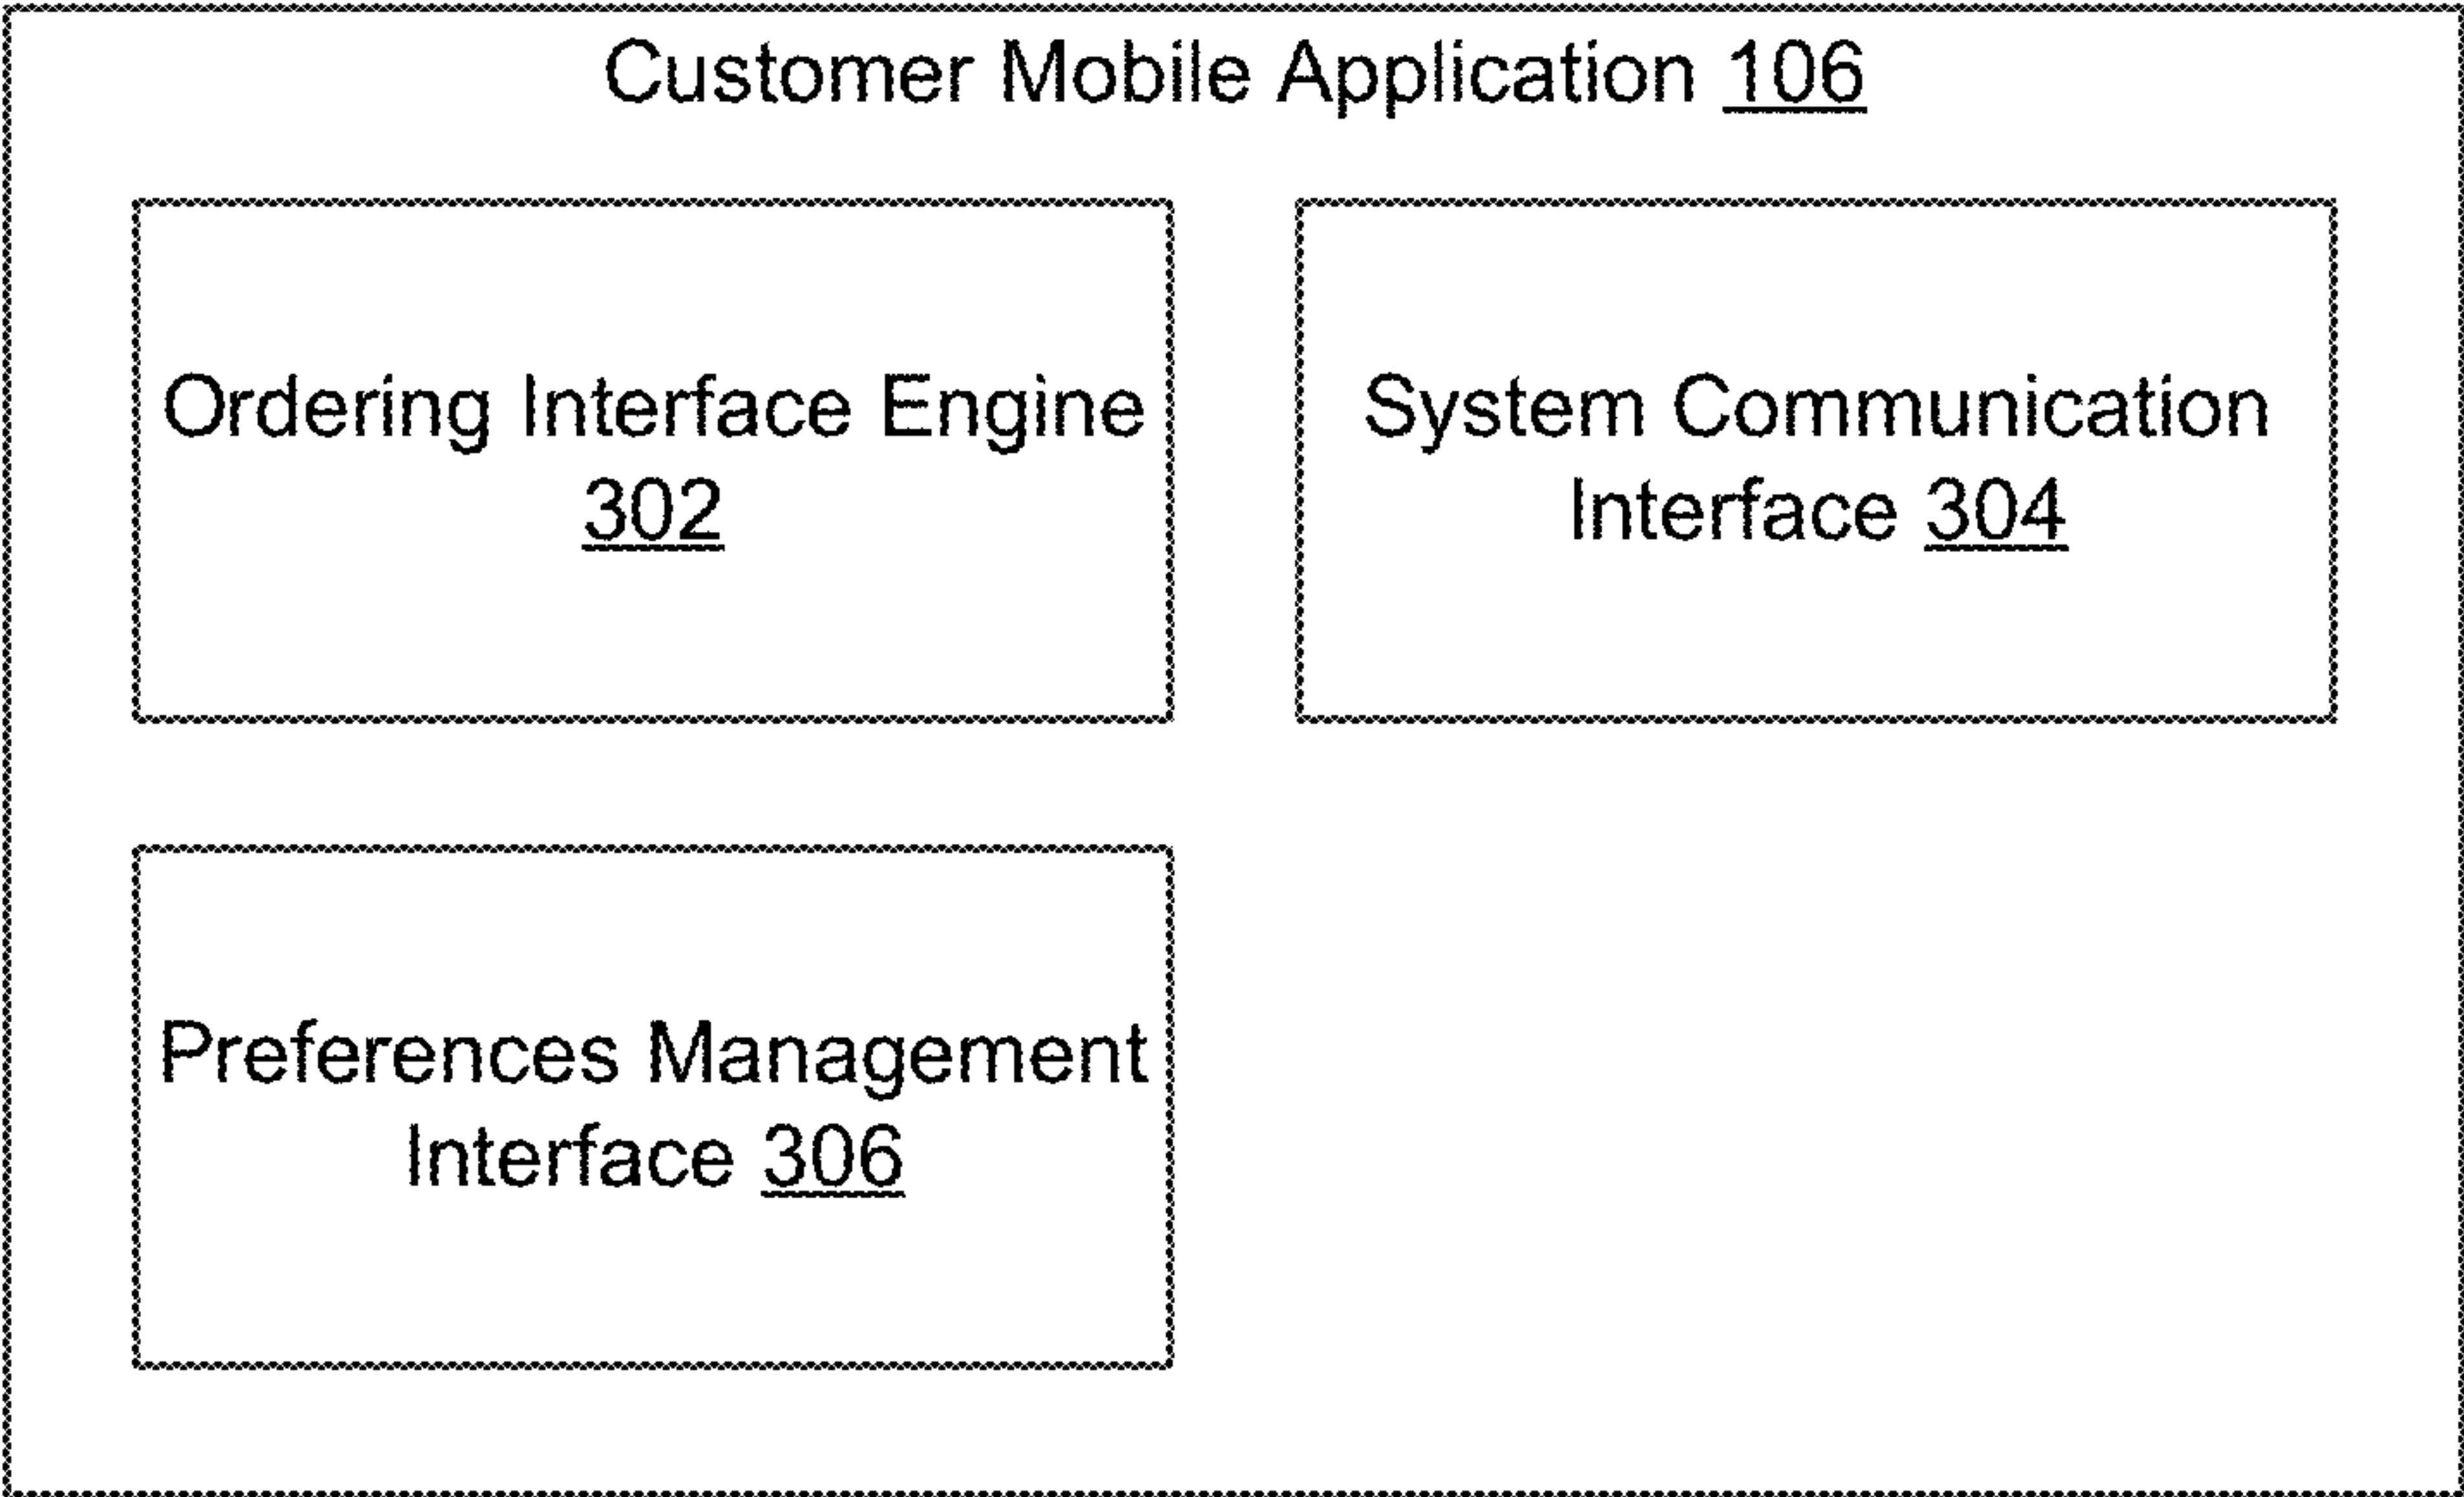 Customer Mobile Application 106
Ordering Interface Engine
302
System Communication
Interface 304
Preferences Management
Interface 306